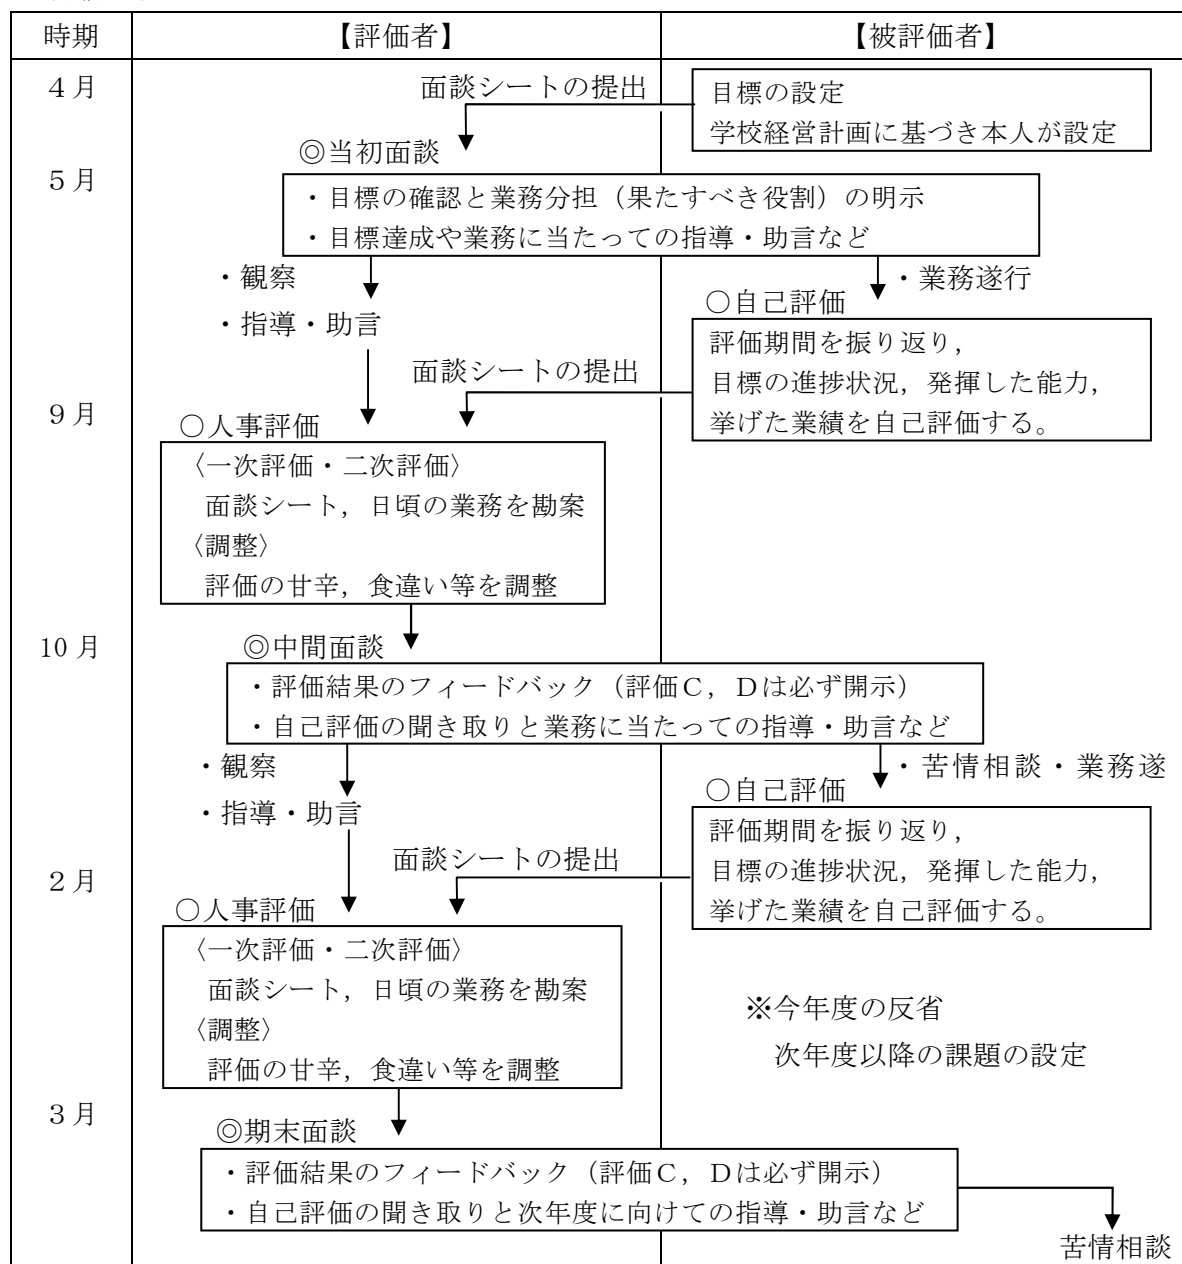 時期
【評価者】
【被評価者】
４月
面談シートの提出
目標の設定
学校経営計画に基づき本人が設定
◎当初面談
５月
・目標の確認と業務分担（果たすべき役割）の明示
・目標達成や業務に当たっての指導・助言など
・観察
・指導・助言
・業務遂行
○自己評価
評価期間を振り返り，
目標の進捗状況，発揮した能力，
挙げた業績を自己評価する。
面談シートの提出
９月
○人事評価
〈一次評価・二次評価〉
面談シート，日頃の業務を勘案
〈調整〉
評価の甘辛，食違い等を調整
10 月
◎中間面談
・評価結果のフィードバック（評価Ｃ，Ｄは必ず開示）
・自己評価の聞き取りと業務に当たっての指導・助言など
・観察
・指導・助言
・苦情相談・業務遂
○自己評価
評価期間を振り返り，
目標の進捗状況，発揮した能力，
挙げた業績を自己評価する。
面談シートの提出
２月
○人事評価
〈一次評価・二次評価〉
面談シート，日頃の業務を勘案
〈調整〉
評価の甘辛，食違い等を調整
※今年度の反省
次年度以降の課題の設定
３月
◎期末面談
・評価結果のフィードバック（評価Ｃ，Ｄは必ず開示）
・自己評価の聞き取りと次年度に向けての指導・助言など
苦情相談